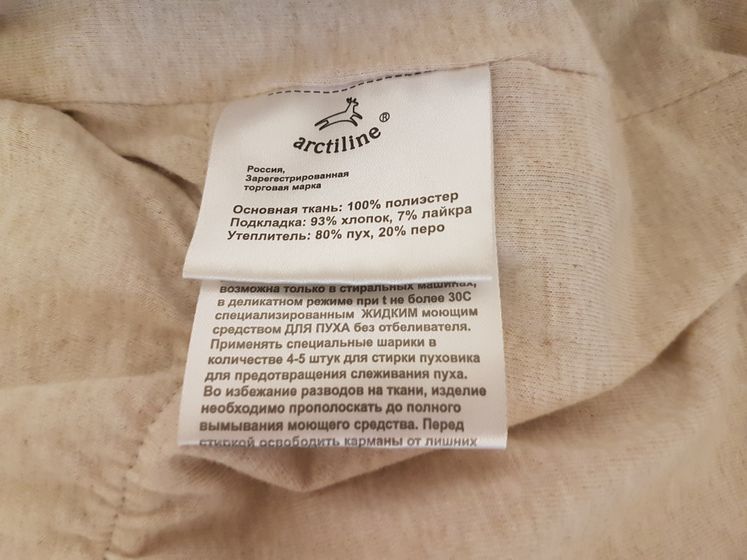 arctiline ®
Россия,
Зарегестрированная
торговая марка
Основная ткань: 100% полиэстер
Подкладка: 93% хлопок, 7% лайкра
Утеплитель: 80% пух, 20% перо
возможна только в стиральных машинах,
в деликатном режиме при t не более 30С
специализированным ЖИДКИМ моющим
средством ДЛЯ ПУХА без отбеливателя.
Применять специальные шарики в
количестве 4-5 штук для стирки пуховика
для предотвращения слеживания пуха.
Во избежание разводов на ткани, изделие
необходимо прополоскать до полного
вымывания моющего средства. Перед
стиркой освободить карманы от лишних